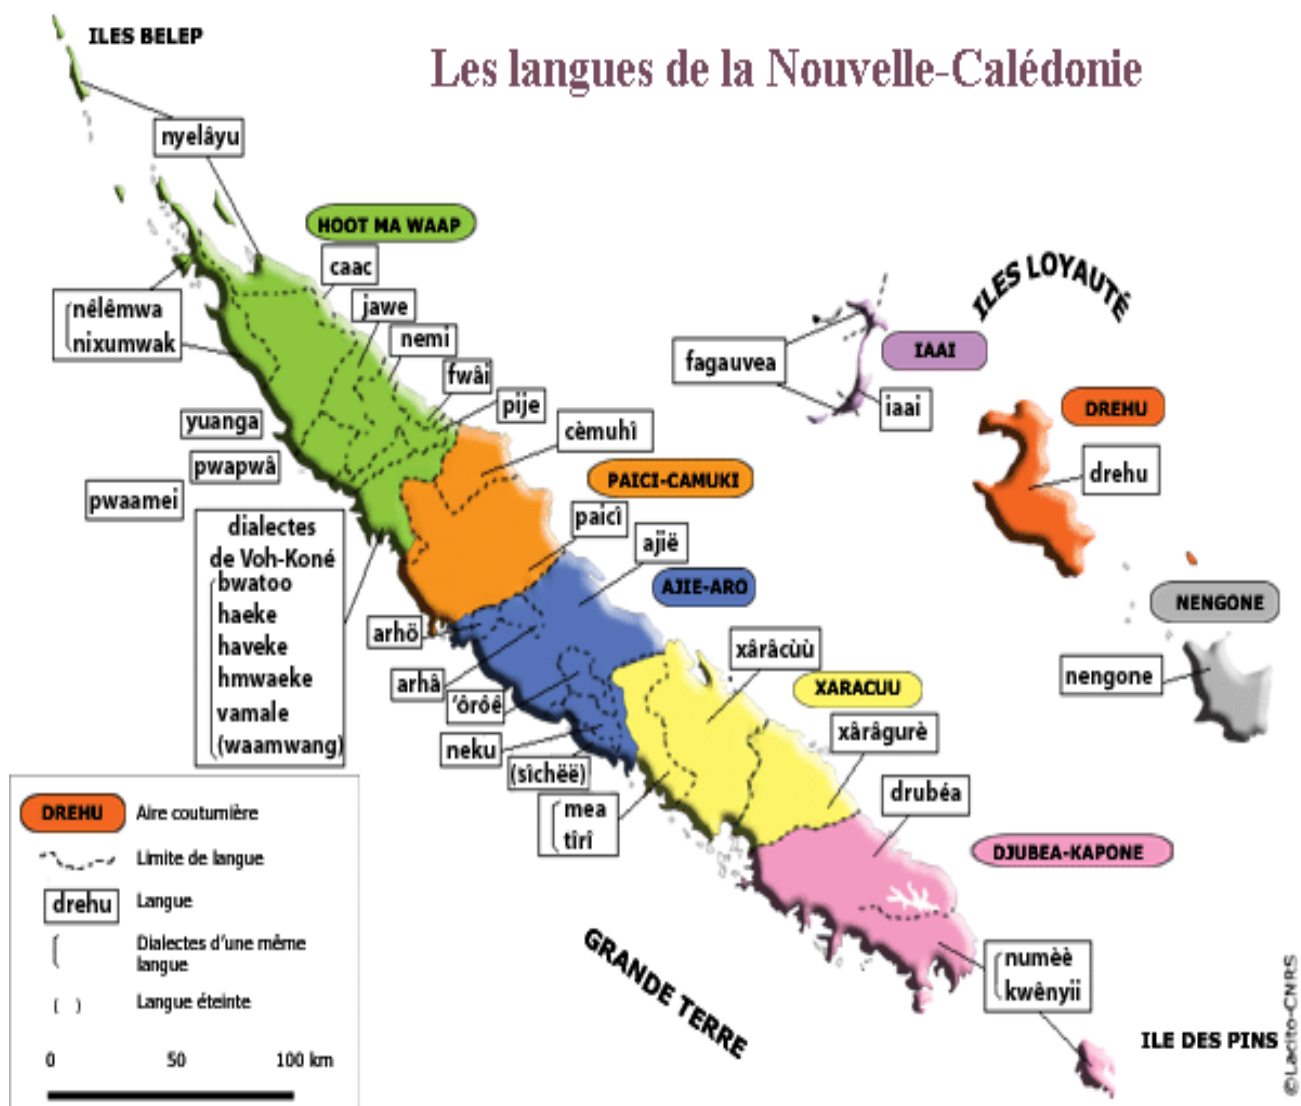 ILES BELEP
Les langues de la Nouvelle-Calédonie
nyelâyu
HOOT MA WAAP
caac
nêlêmwa
nixumwak
jawe
nemi
fwâi
pije
yuanga
pwapwâ
pwaamei
cèmuhî
PAICI-CAMUKI
paicî
ajië
AJIE-ARO
dialectes
de Voh-Koné
bwatoo
haeke
haveke
hmwaeke
vamale
(waamwang)
arhö
arhâ
'ôrôê
neku
(sîchëë)
mea
tîrî
xârâcùù
XARACUU
xârâgurè
drubéa
DJUBEA-KAPONE
numèè
kwênyii
ILES LOYAUTÉ
fagauvea
IAAI
iaai
DREHU
drehu
NENGONE
nengone
GRANDE TERRE
ILE DES PINS
DREHU
Aire coutumière
Limite de langue
drehu
Langue
Dialectes d'une même
langue
( )
Langue éteinte
0 50 100 km
©Lacito-CNRS